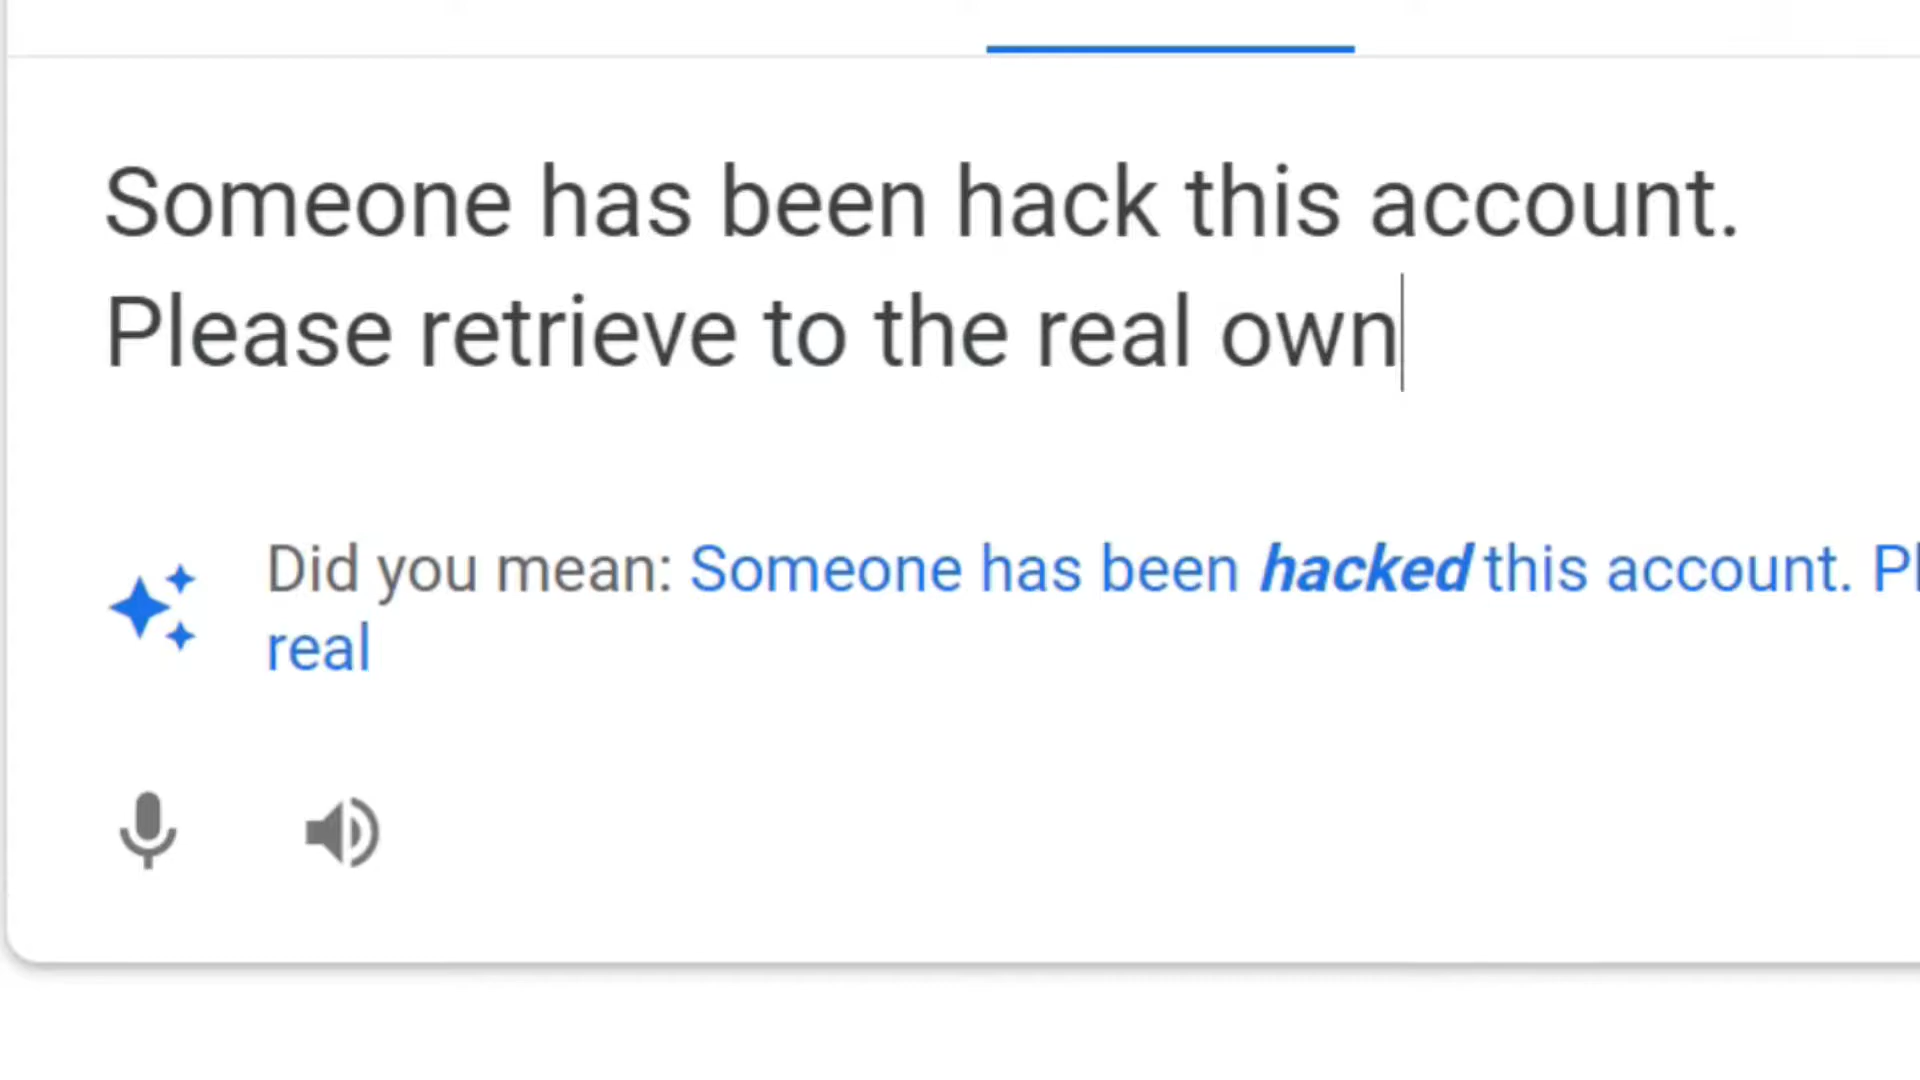 Someone has been hack this account.
Please retrieve to the real own
Did you mean: Someone has been hacked this account.
real